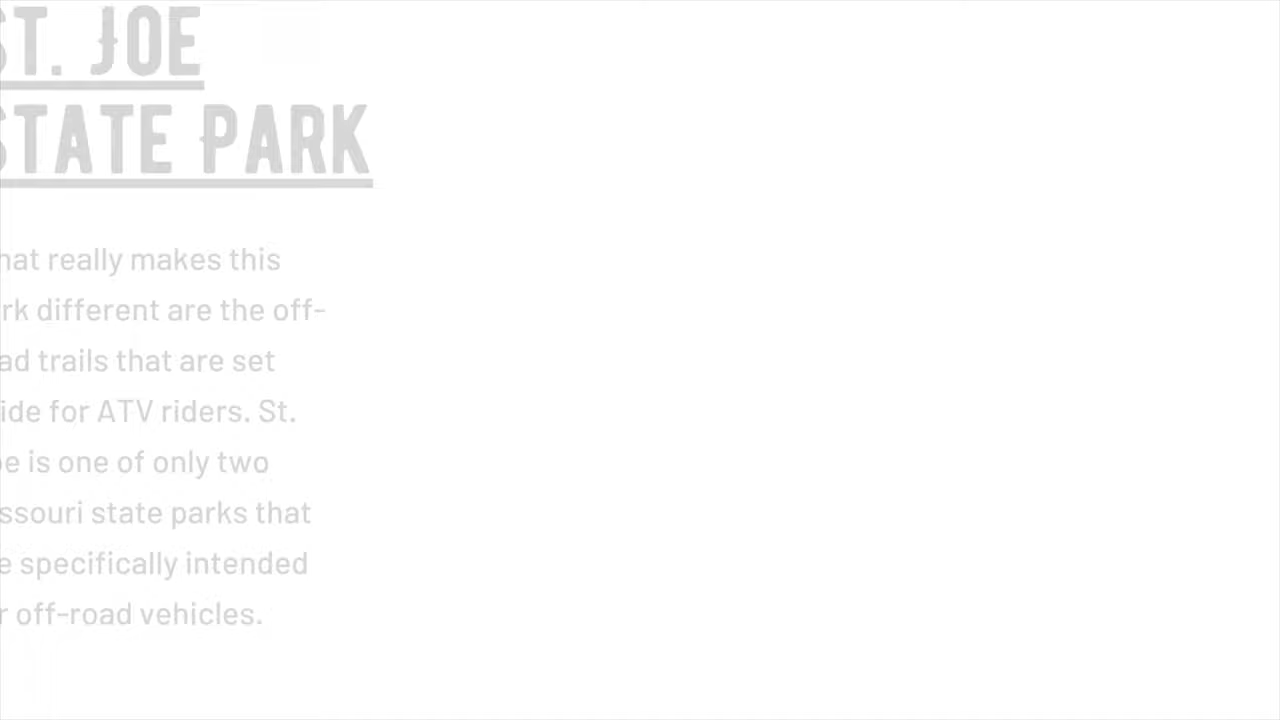 ST. JOE
STATE PARK
hat really makes this
rk different are the off-
ad trails that are set
ide for ATV riders. St.
oe is one of only two
ssouri state parks that
e specifically intended
r off-road vehicles.